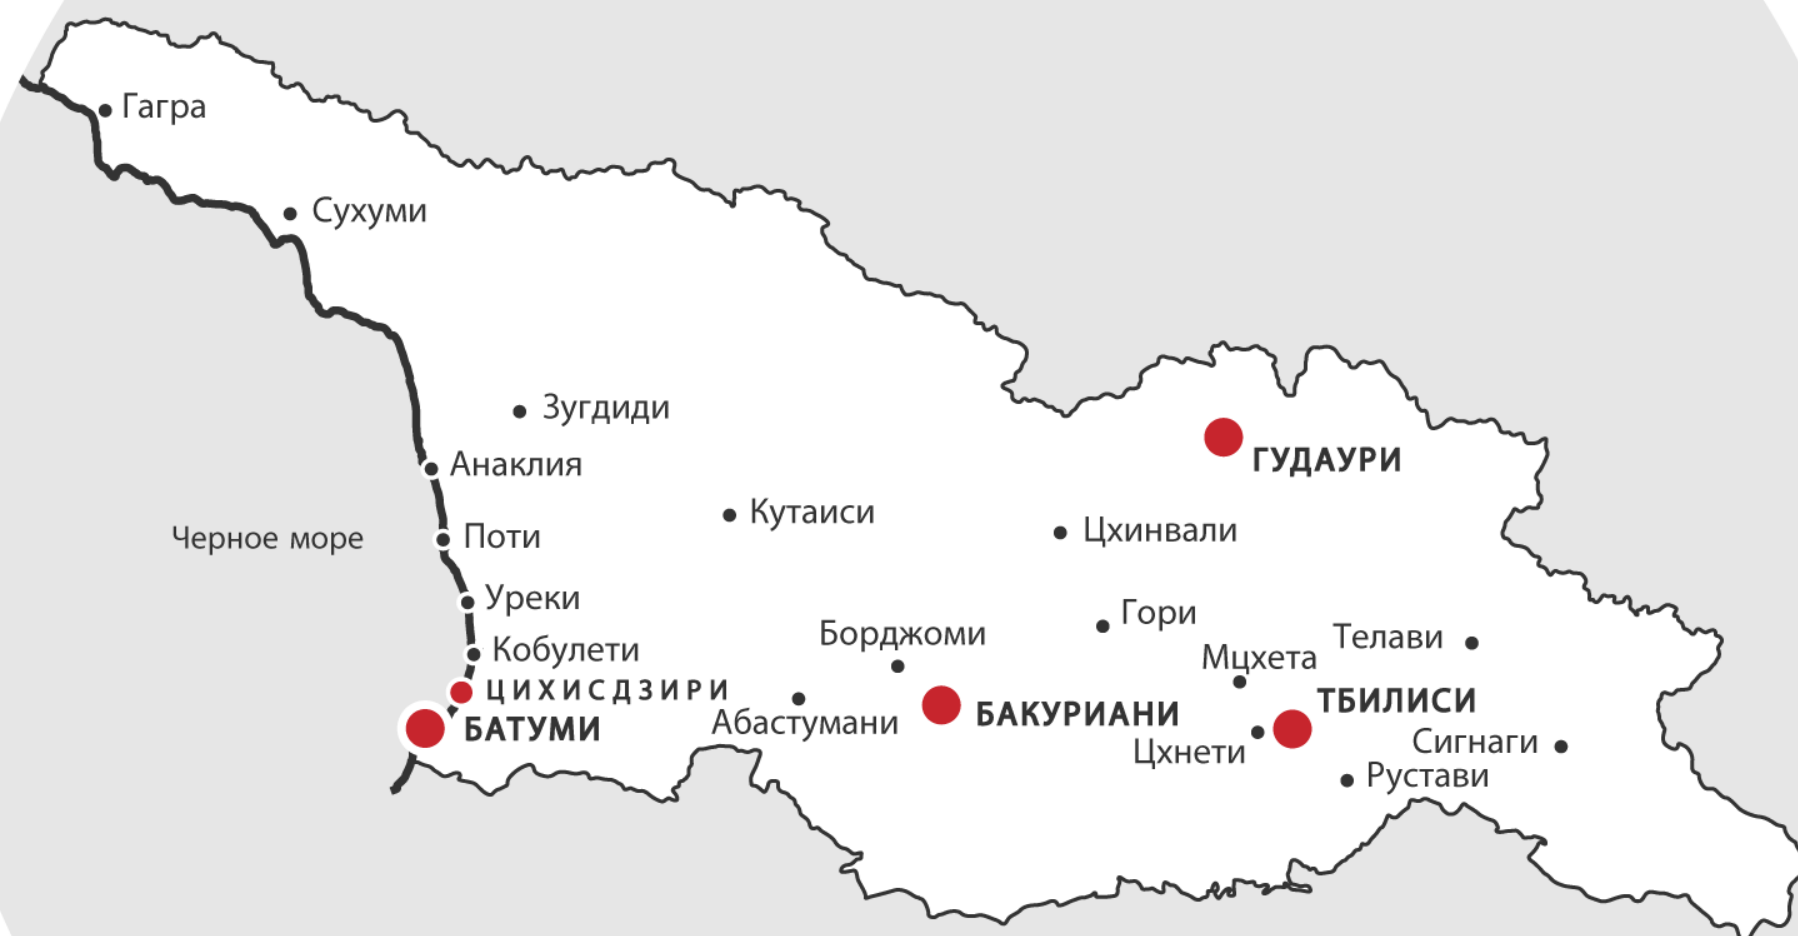 Гагра
Сухуми
Зугдиди
Анаклия
ГУДАУРИ
Кутаиси
Черное море
Поти
Цхинвали
Уреки
Гори
Борджоми
Телави
Кобулети
Мцхета
ЦИХИСДЗИРИ
ТБИЛИСИ
БАКУРИАНИ
Абастумани
БАТУМИ
Сигнаги
Цхнети
Рустави